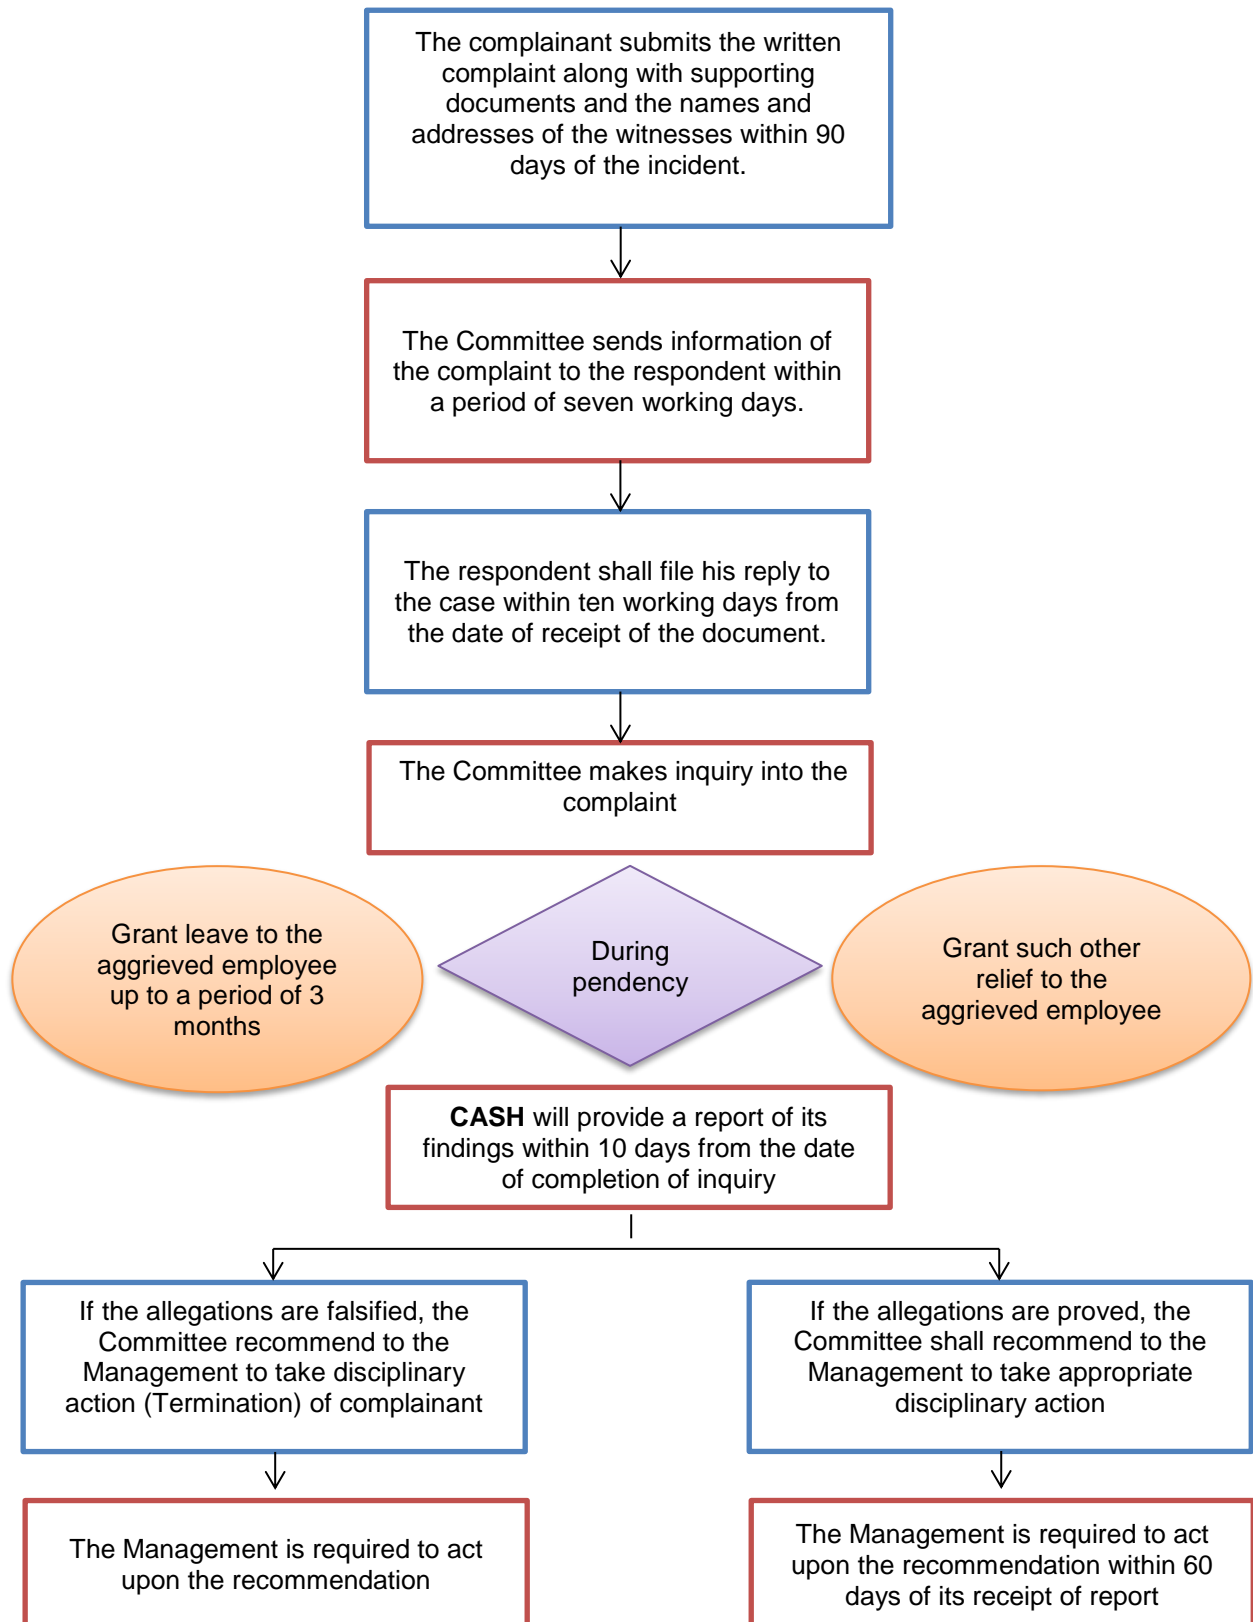 The complainant submits the written
complaint along with supporting
documents and the names and
addresses of the witnesses within 90
days of the incident.
The Committee sends information of
the complaint to the respondent within
a period of seven working days.
The respondent shall file his reply to
the case within ten working days from
the date of receipt of the document.
The Committee makes inquiry into the
complaint
Grant leave to the
aggrieved employee
up to a period of 3
months
During
pendency
Grant such other
relief to the
aggrieved employee
CASH will provide a report of its
findings within 10 days from the date
of completion of inquiry
If the allegations are falsified, the
Committee recommend to the
Management to take disciplinary
action (Termination) of complainant
If the allegations are proved, the
Committee shall recommend to the
Management to take appropriate
disciplinary action
The Management is required to act
upon the recommendation
The Management is required to act
upon the recommendation within 60
days of its receipt of report